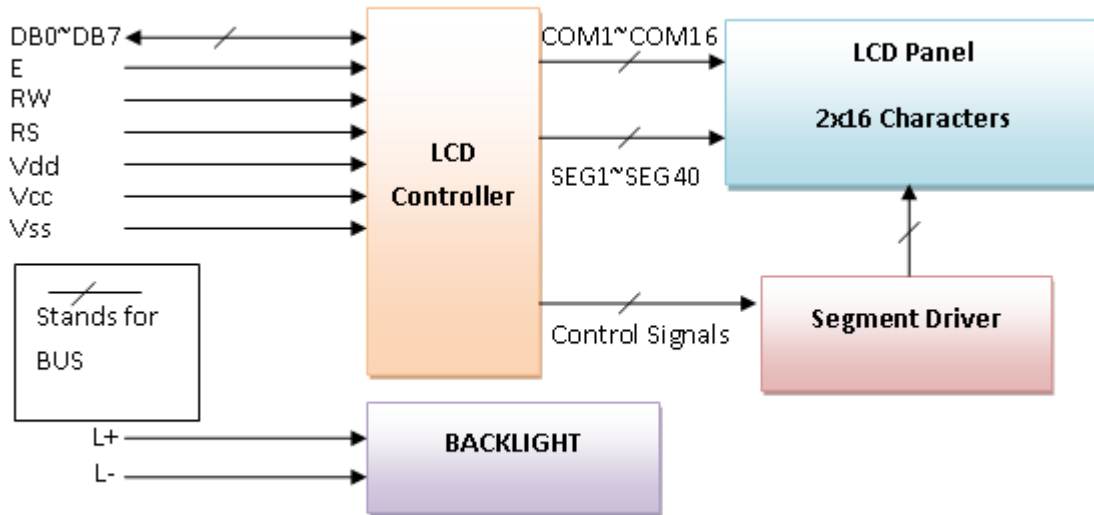 DB0~DB7
E
RW
RS
Vdd
Vcc
Vss
LCD
Controller
COM1~COM16
SEG1~SEG40
LCD Panel
2x16 Characters
Control Signals
Segment Driver
Stands for
BUS
L+
L-
BACKLIGHT